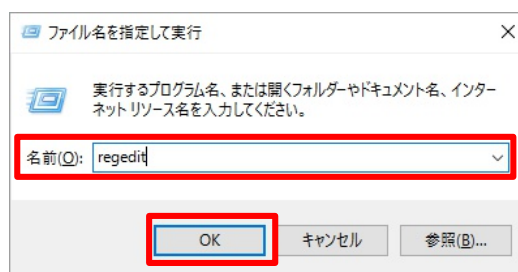 ファイル名を指定して実行
実行するプログラム名、または開くフォルダーやドキュメント名、インター
ネット リソース名を入力してください。
名前(O): regedit
OK キャンセル 参照(B)...